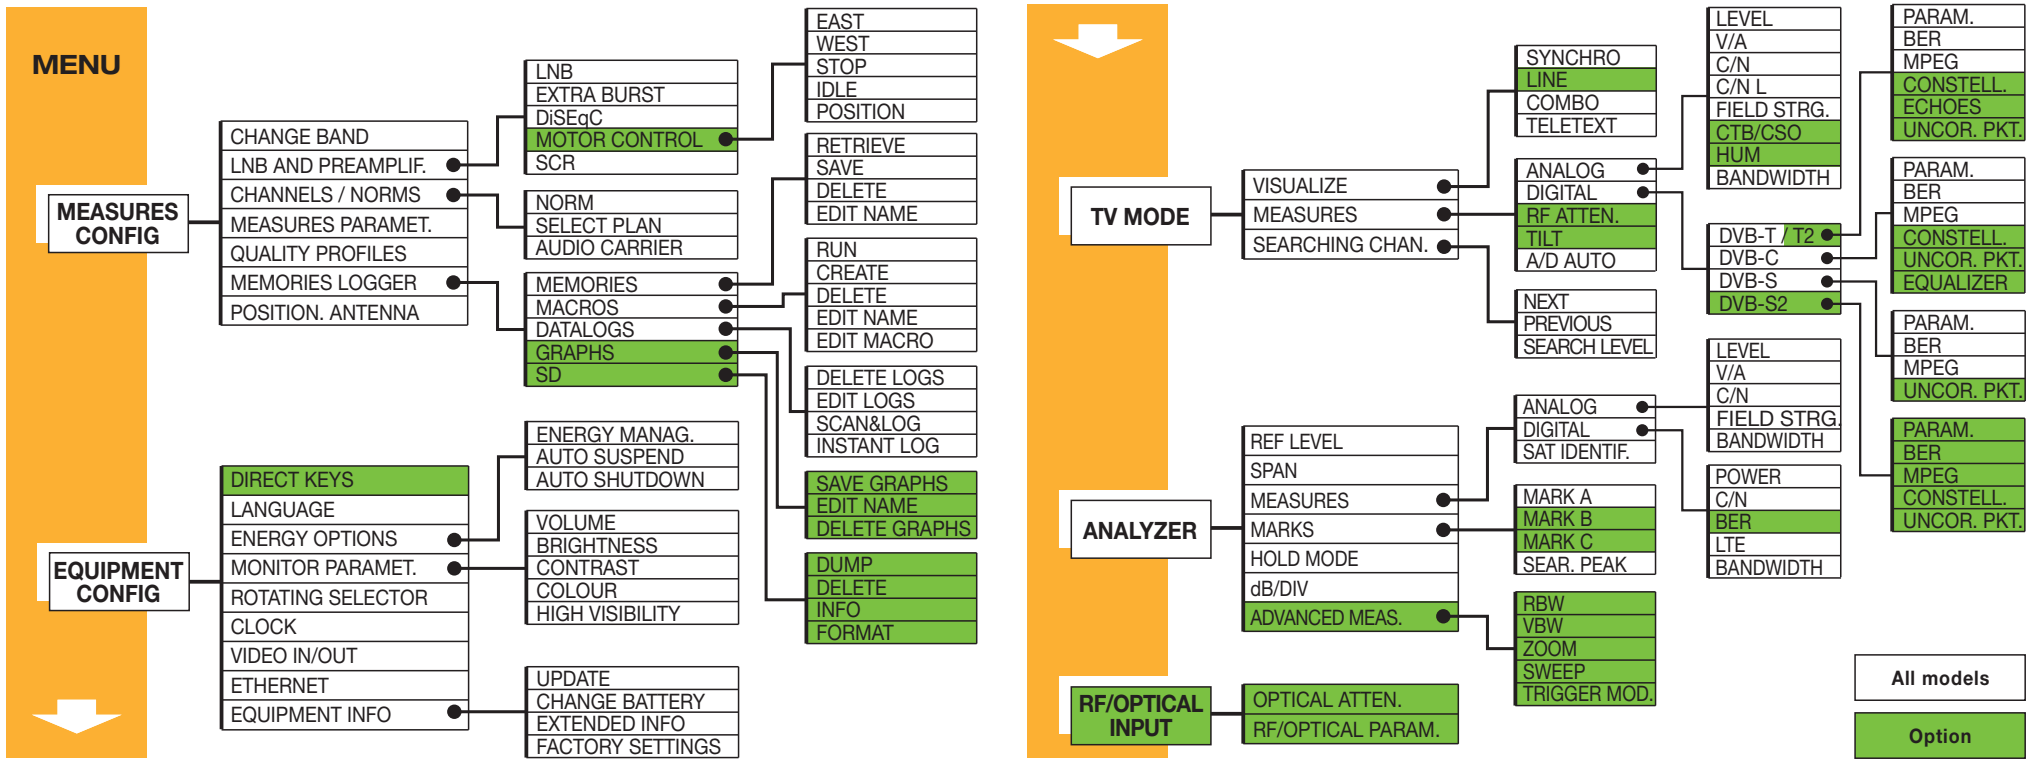 MENU
MEASURES
CONFIG
CHANGE BAND
LNB AND PREAMPLIF.
CHANNELS / NORMS
MEASURES PARAMET.
QUALITY PROFILES
MEMORIES LOGGER
POSITION. ANTENNA
LNB
EXTRA BURST
DiSEqC
MOTOR CONTROL
SCR
EAST
WEST
STOP
IDLE
POSITION
NORM
SELECT PLAN
AUDIO CARRIER
MEMORIES
MACROS
DATALOGS
GRAPHS
SD
RETRIEVE
SAVE
DELETE
EDIT NAME
RUN
CREATE
DELETE
EDIT NAME
EDIT MACRO
DELETE LOGS
EDIT LOGS
SCAN&LOG
INSTANT LOG
SAVE GRAPHS
EDIT NAME
DELETE GRAPHS
DUMP
DELETE
INFO
FORMAT
EQUIPMENT
CONFIG
DIRECT KEYS
LANGUAGE
ENERGY OPTIONS
MONITOR PARAMET.
ROTATING SELECTOR
CLOCK
VIDEO IN/OUT
ETHERNET
EQUIPMENT INFO
ENERGY MANAG.
AUTO SUSPEND
AUTO SHUTDOWN
VOLUME
BRIGHTNESS
CONTRAST
COLOUR
HIGH VISIBILITY
UPDATE
CHANGE BATTERY
EXTENDED INFO
FACTORY SETTINGS
TV MODE
VISUALIZE
MEASURES
SEARCHING CHAN.
SYNCHRO
LINE
COMBO
TELETEXT
ANALOG
DIGITAL
RF ATTEN.
TILT
A/D AUTO
NEXT
PREVIOUS
SEARCH LEVEL
LEVEL
V/A
C/N
C/N L
FIELD STRG.
CTB/CSO
HUM
BANDWIDTH
DVB-T / T2
DVB-C
DVB-S
DVB-S2
PARAM.
BER
MPEG
CONSTELL.
ECHOES
UNCOR. PKT.
PARAM.
BER
MPEG
CONSTELL.
UNCOR. PKT.
EQUALIZER
PARAM.
BER
MPEG
UNCOR. PKT.
PARAM.
BER
MPEG
CONSTELL.
UNCOR. PKT.
ANALYZER
REF LEVEL
SPAN
MEASURES
MARKS
HOLD MODE
dB/DIV
ADVANCED MEAS.
ANALOG
DIGITAL
SAT IDENTIF.
LEVEL
V/A
C/N
FIELD STRG.
BANDWIDTH
POWER
C/N
BER
LTE
BANDWIDTH
MARK A
MARK B
MARK C
SEAR. PEAK
RBW
VBW
ZOOM
SWEEP
TRIGGER MOD.
RF/OPTICAL
INPUT
OPTICAL ATTEN.
RF/OPTICAL PARAM.
All models
Option